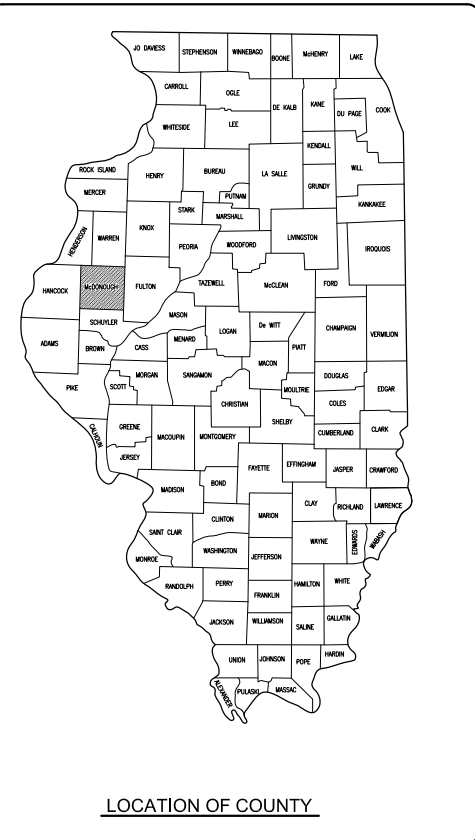 JO DAVIESS
STEPHENSON
WINNEBAGO
BOONE
McHENRY
LAKE
CARROLL
OGLE
DE KALB
KANE
COOK
DU PAGE
WHITESIDE
LEE
KENDALL
WILL
ROCK ISLAND
HENRY
BUREAU
LA SALLE
GRUNDY
MERCER
PUTNAM
KANKAKEE
STARK
MARSHALL
KNOX
HENDERSON
WARREN
PEORIA
WOODFORD
LIVINGSTON
IROQUOIS
HANCOCK
McDONOUGH
FULTON
TAZEWELL
McCLEAN
FORD
MASON
SCHUYLER
LOGAN
De WITT
CHAMPAIGN
VERMILION
ADAMS
BROWN
CASS
MENARD
PIATT
MACON
PIKE
SCOTT
MORGAN
SANGAMON
DOUGLAS
EDGAR
MOULTRIE
CHRISTIAN
COLES
CALHOUN
GREENE
MACOUPIN
MONTGOMERY
SHELBY
CUMBERLAND
CLARK
JERSEY
FAYETTE
EFFINGHAM
JASPER
CRAWFORD
MADISON
BOND
CLAY
RICHLAND
LAWRENCE
CLINTON
MARION
SAINT CLAIR
WAYNE
EDWARDS
WABASH
MONROE
WASHINGTON
JEFFERSON
RANDOLPH
PERRY
HAMILTON
WHITE
FRANKLIN
JACKSON
WILLIAMSON
SALINE
GALLATIN
UNION
JOHNSON
POPE
HARDIN
ALEXANDER
PULASKI
MASSAC
LOCATION OF COUNTY